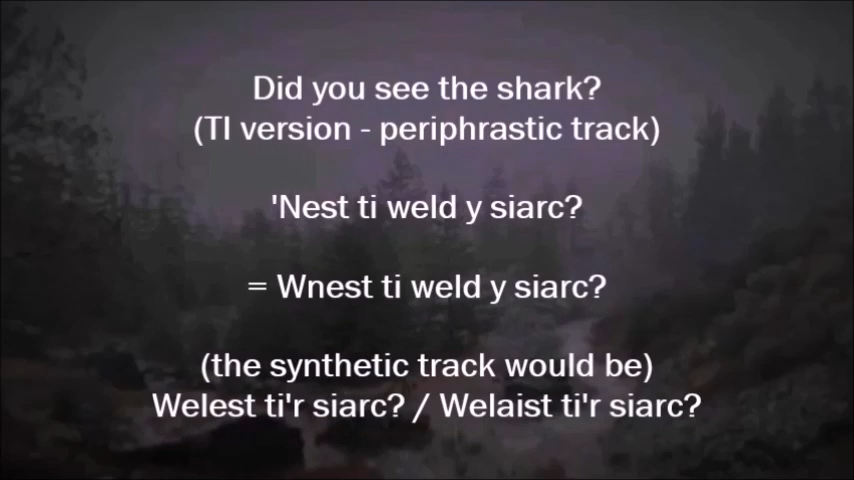 Did you see the shark?
(TI version - periphrastic track)
'Nest ti weld y siarc?
= Wnest ti weld y siarc?
(the synthetic track would be)
Welest ti'r siarc? / Welaist ti'r siarc?